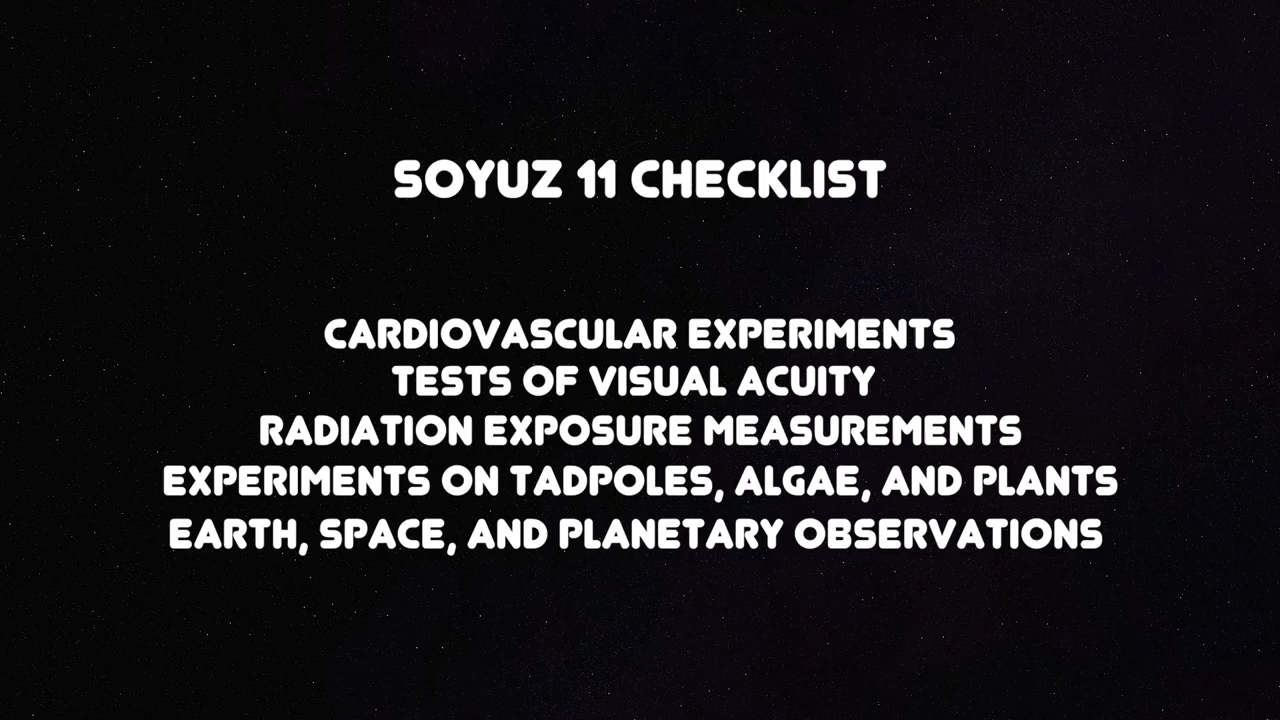 SOYUZ 11 CHECKLIST
CARDIOVASCULAR EXPERIMENTS
TESTS OF VISUAL ACUITY
RADIATION EXPOSURE MEASUREMENTS
EXPERIMENTS ON TADPOLES, ALGAE, AND PLANTS
EARTH, SPACE, AND PLANETARY OBSERVATIONS